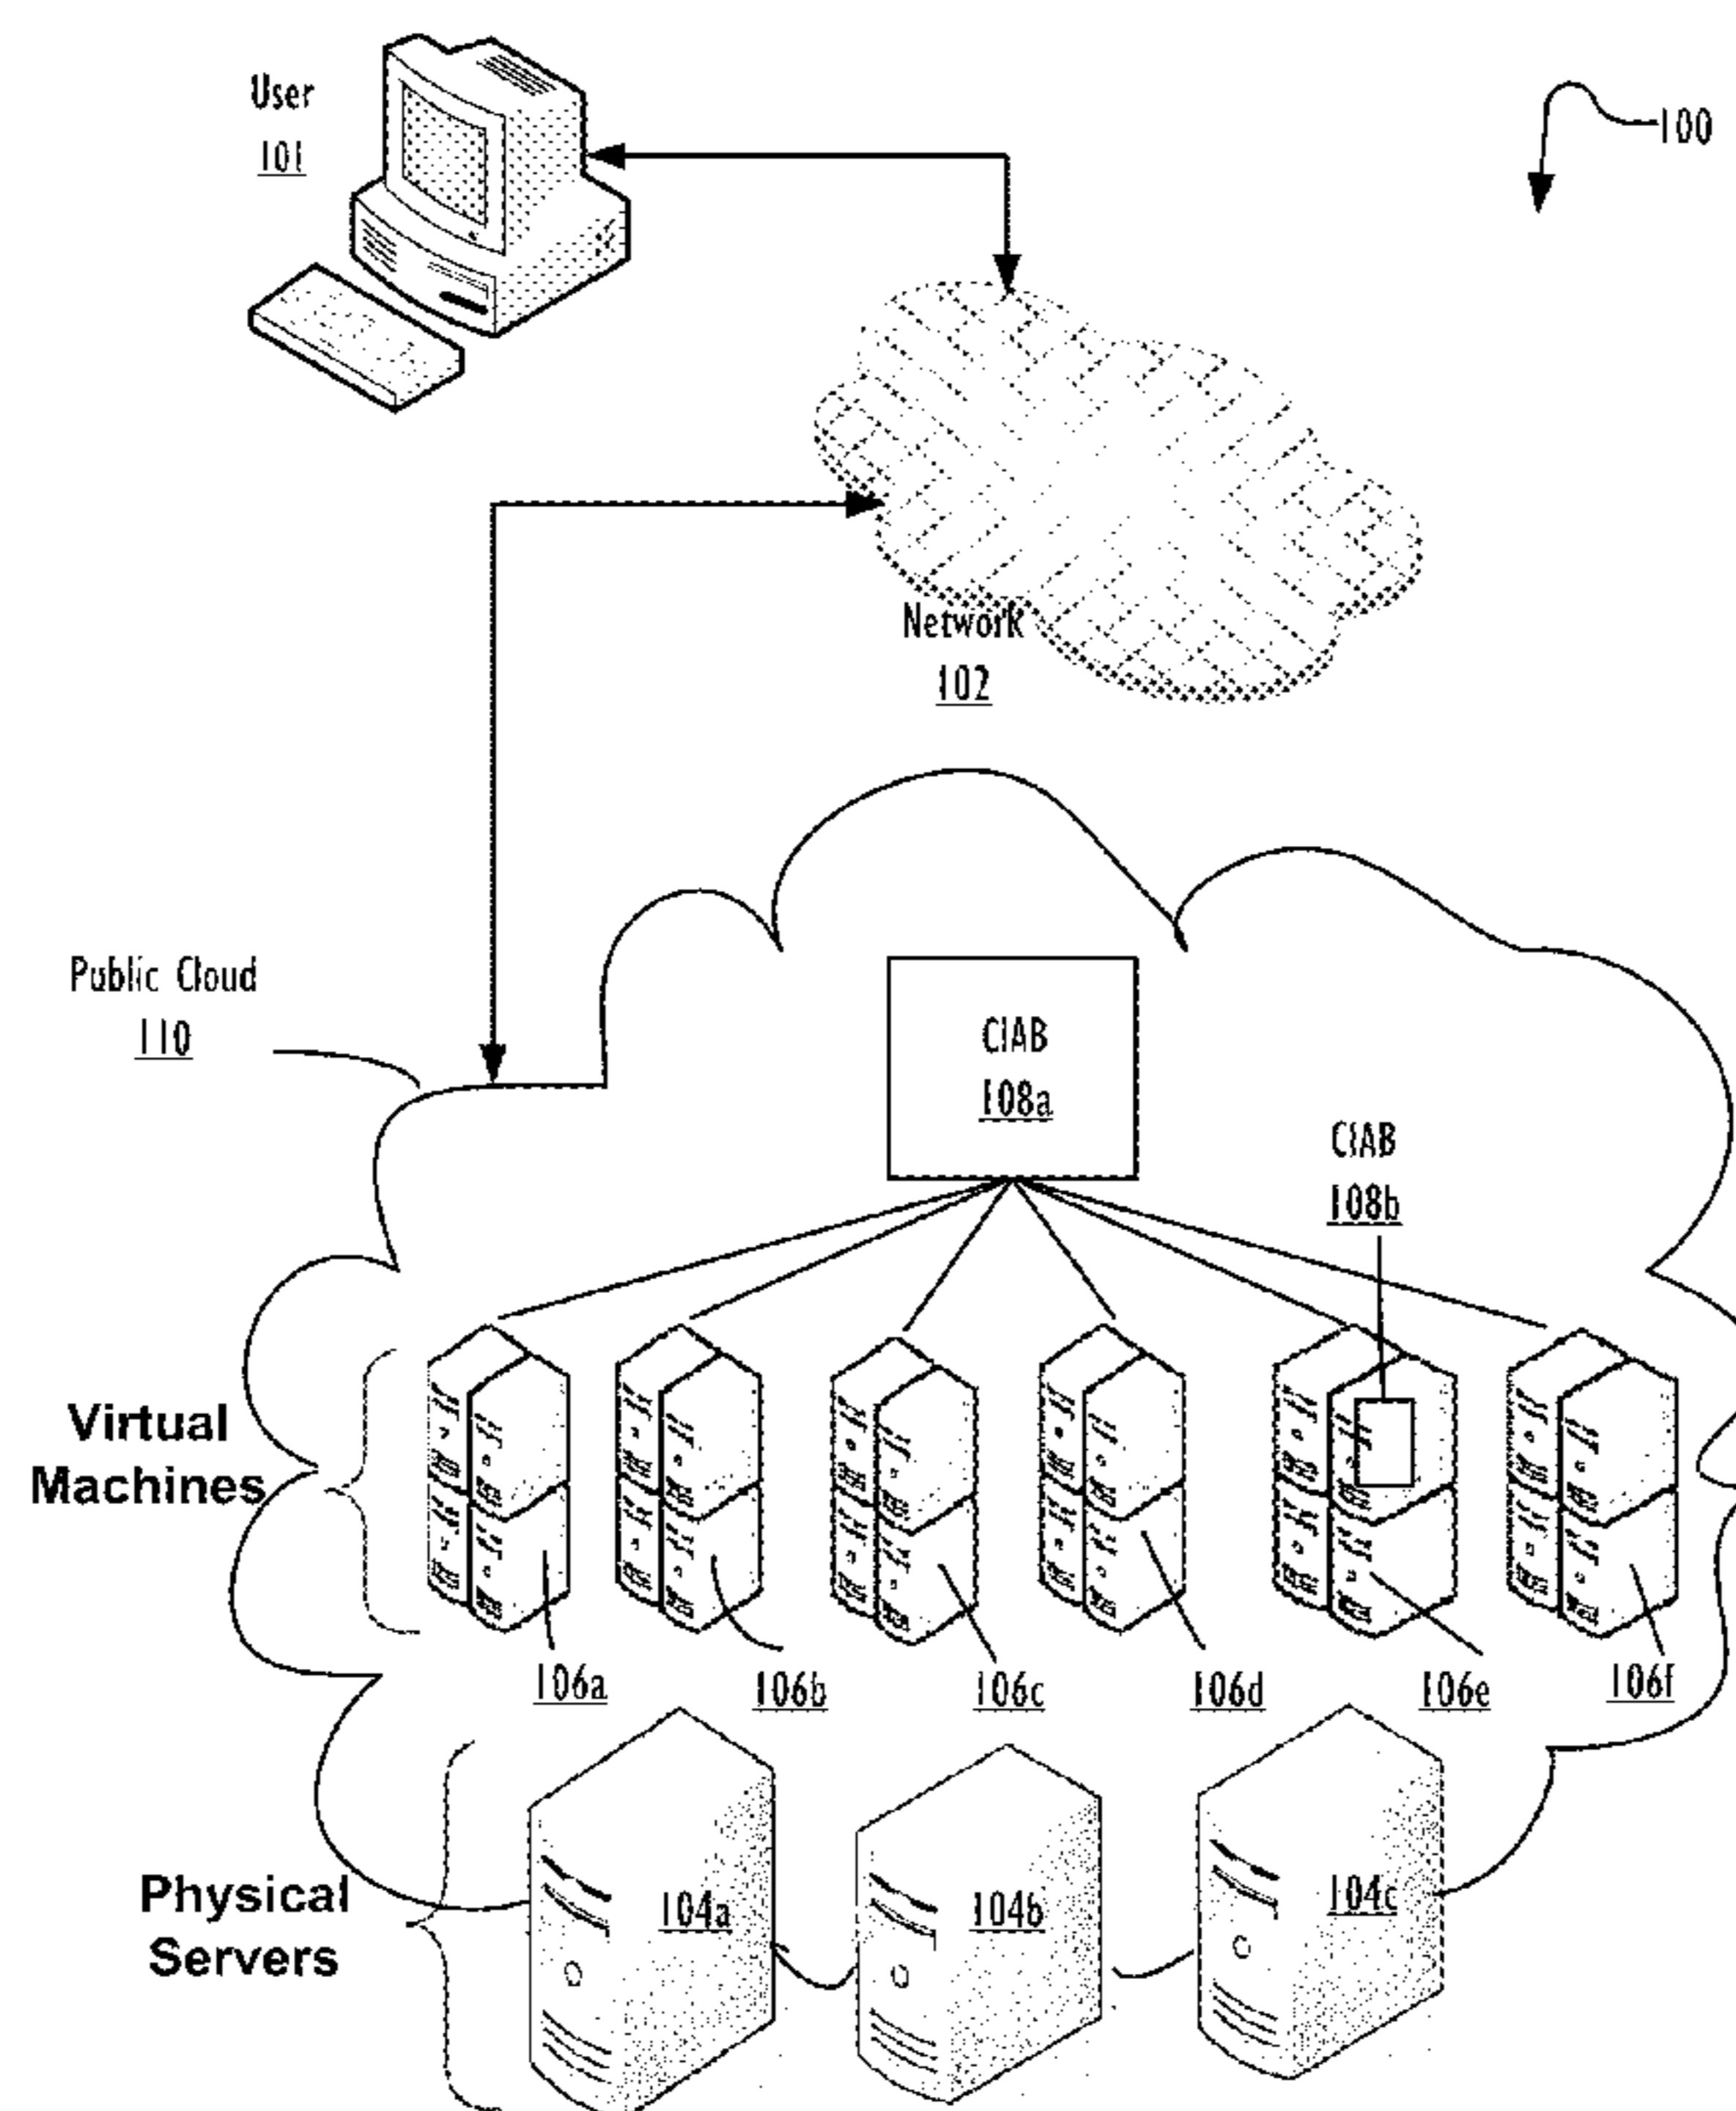 User
101
100
Network
102
Public Cloud
110
CIAB
108a
CIAB
108b
Virtual
Machines
106a
106b
106c
106d
106e
106f
Physical
Servers
104a
104b
104c